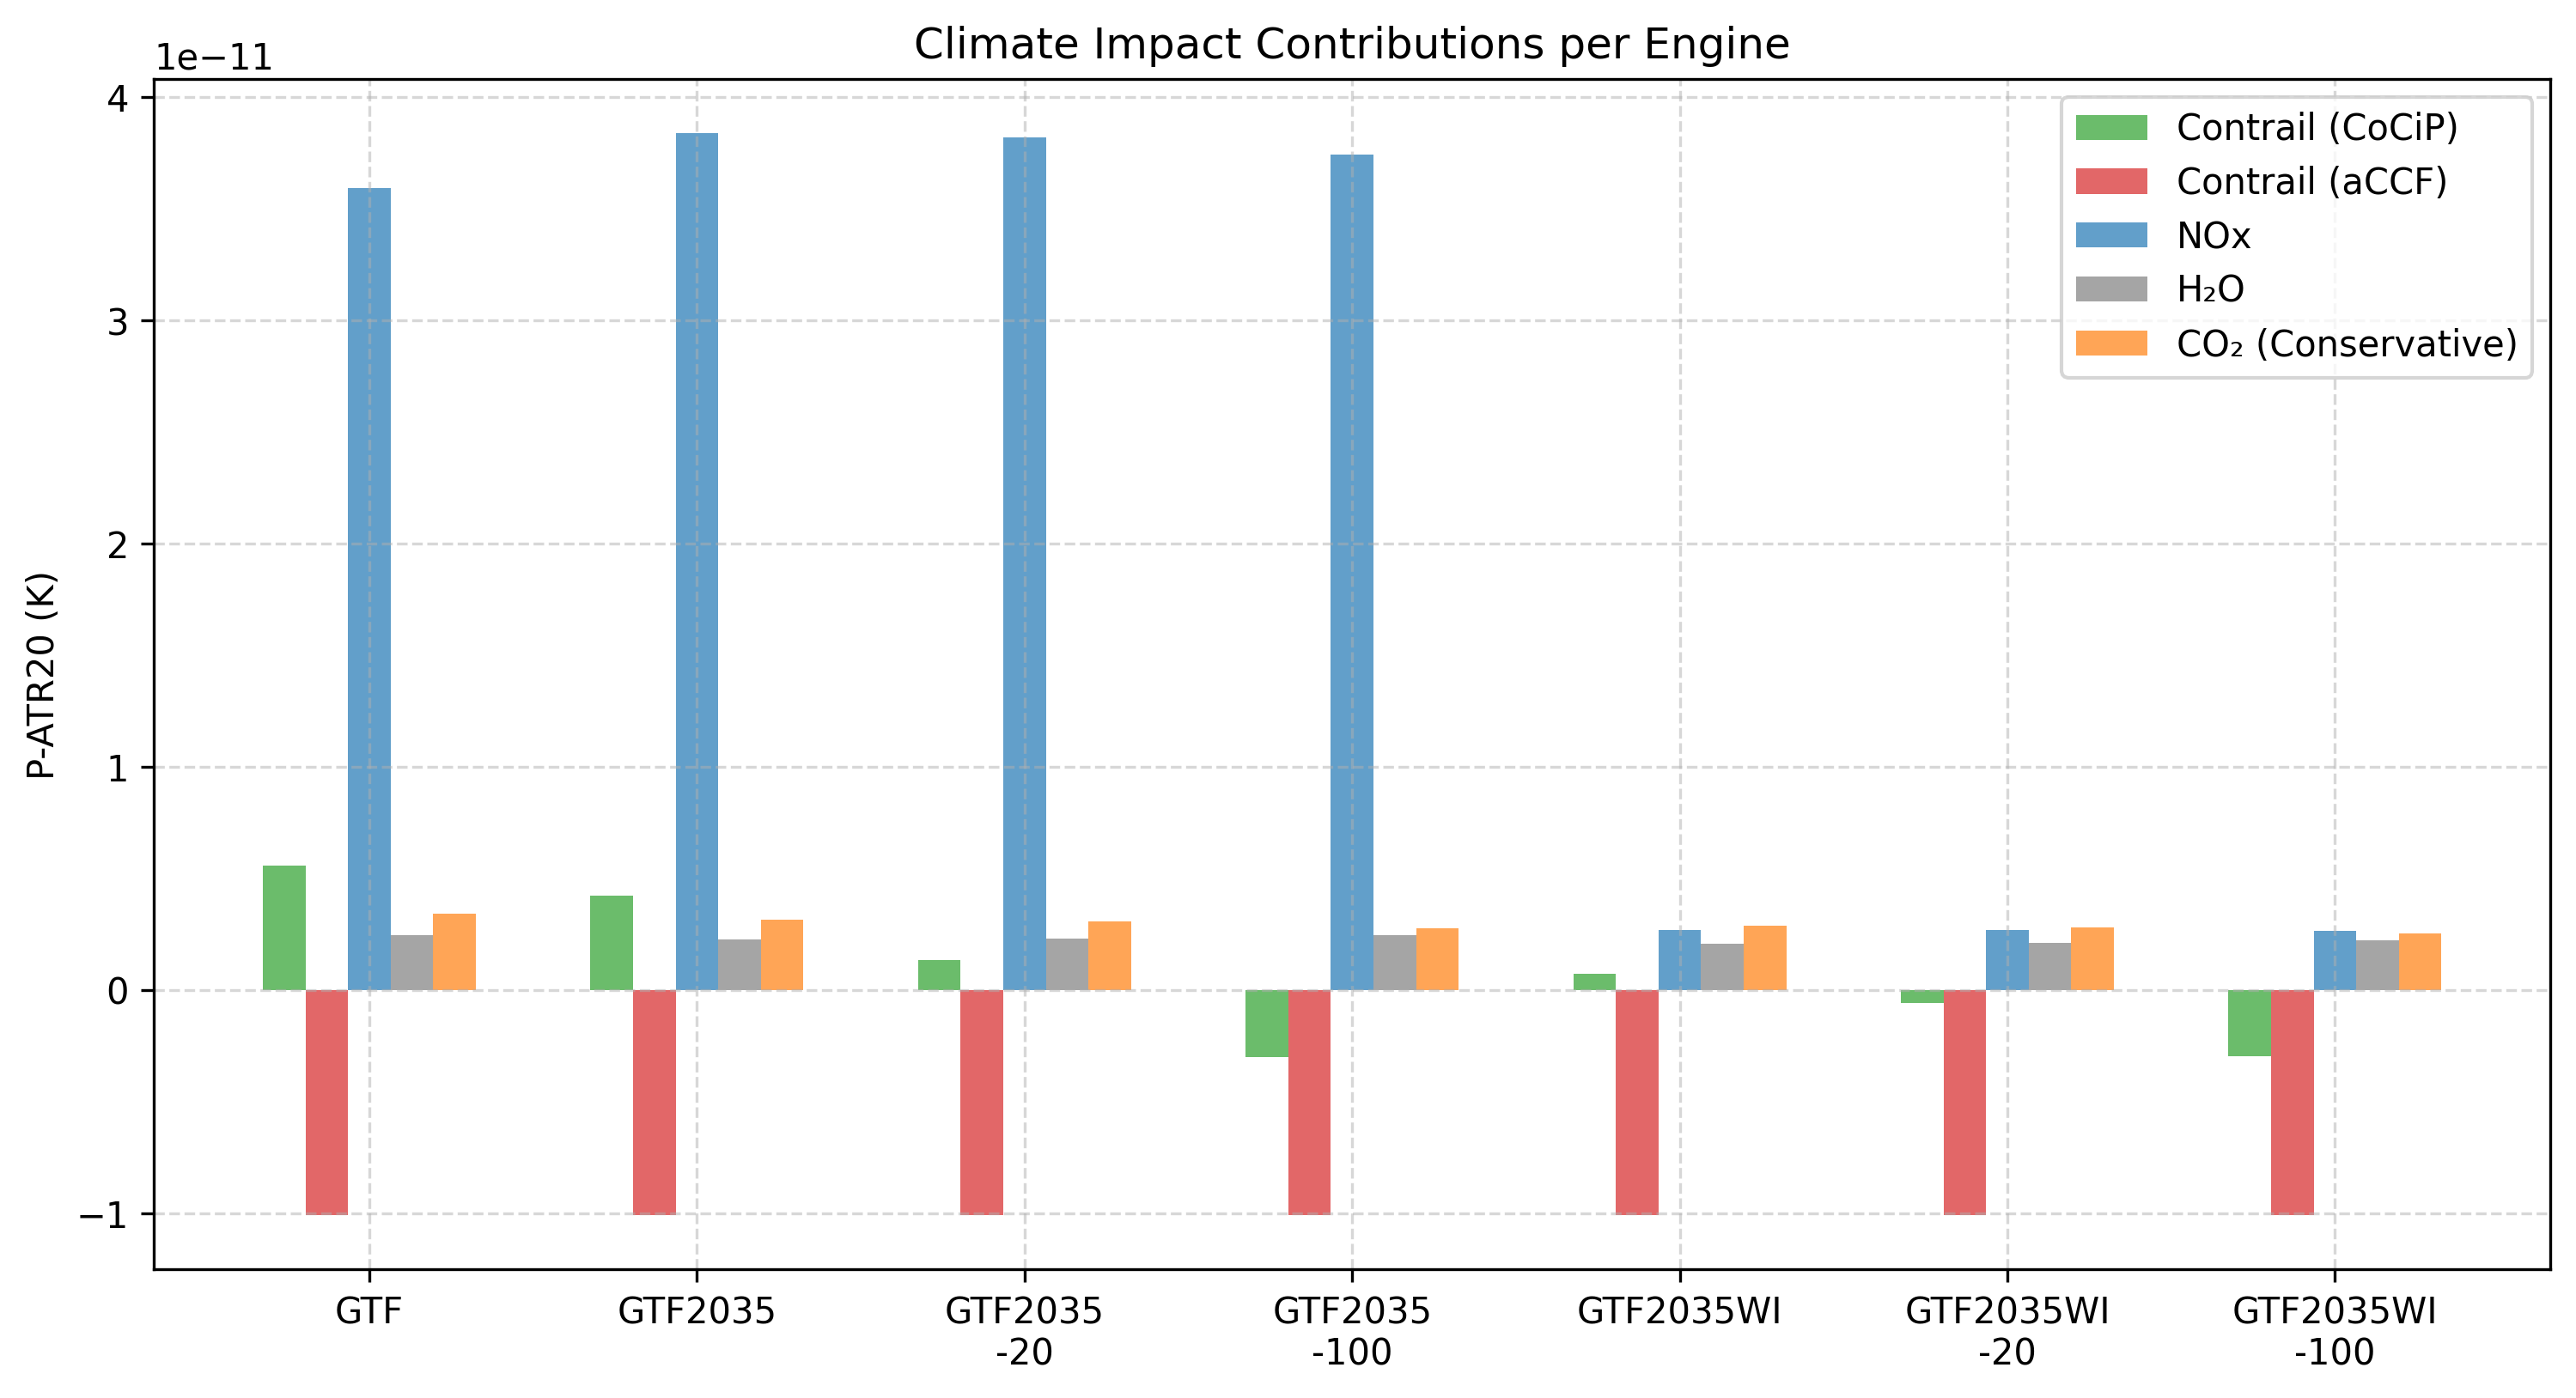 Climate Impact Contributions per Engine
1e−11
4
3
2
1
0
−1
P-ATR20 (K)
Contrail (CoCiP)
Contrail (aCCF)
NOx
H₂O
CO₂ (Conservative)
GTF
GTF2035
GTF2035
-20
GTF2035
-100
GTF2035WI
GTF2035WI
-20
GTF2035WI
-100